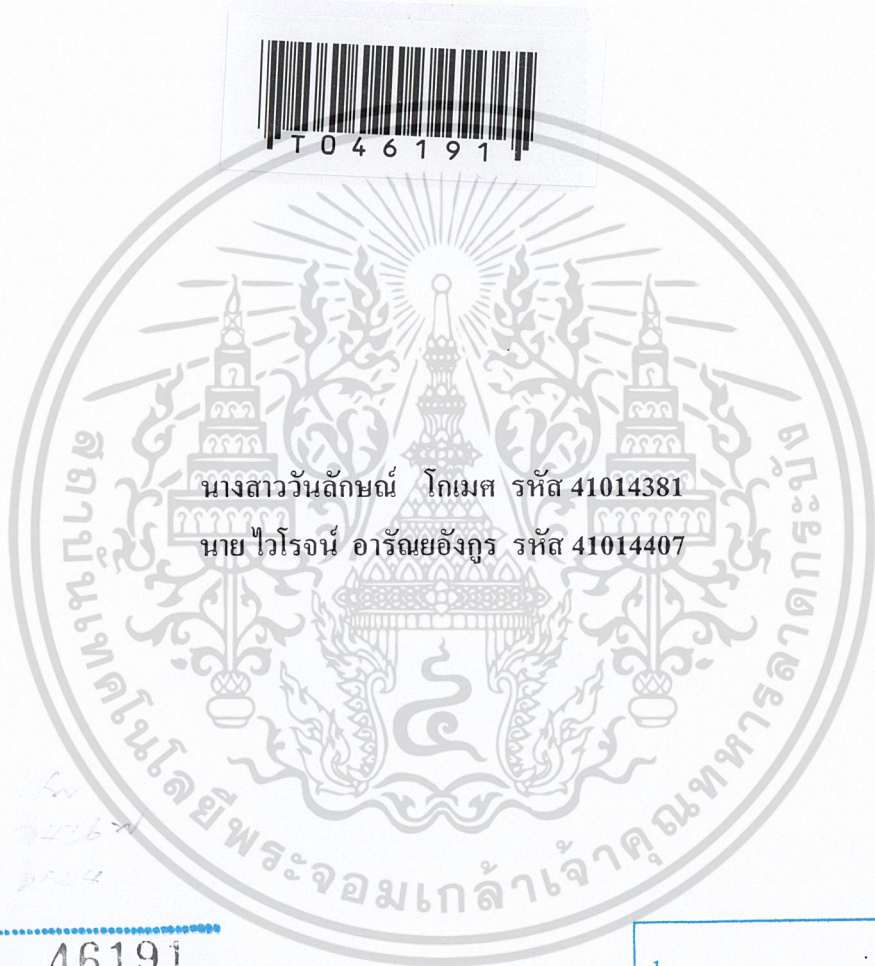 T046191
นางสาววันลักษณ์ โกเมศ รหัส 41014381
นาย ไวโรจน์ อารัณยอังกูร รหัส 41014407
สถาบันเทคโนโลยีพระจอมเกล้าเจ้าคุณทหารลาดกระบัง
46191